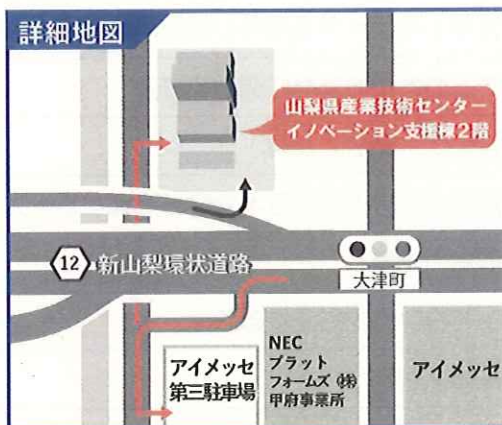 詳細地図
山梨県産業技術センター
イノベーション支援棟2階
12 新山梨環状道路
大津町
アイメッセ
第三駐車場
NEC
プラット
フォームズ ㈱
甲府事業所
アイメッセ